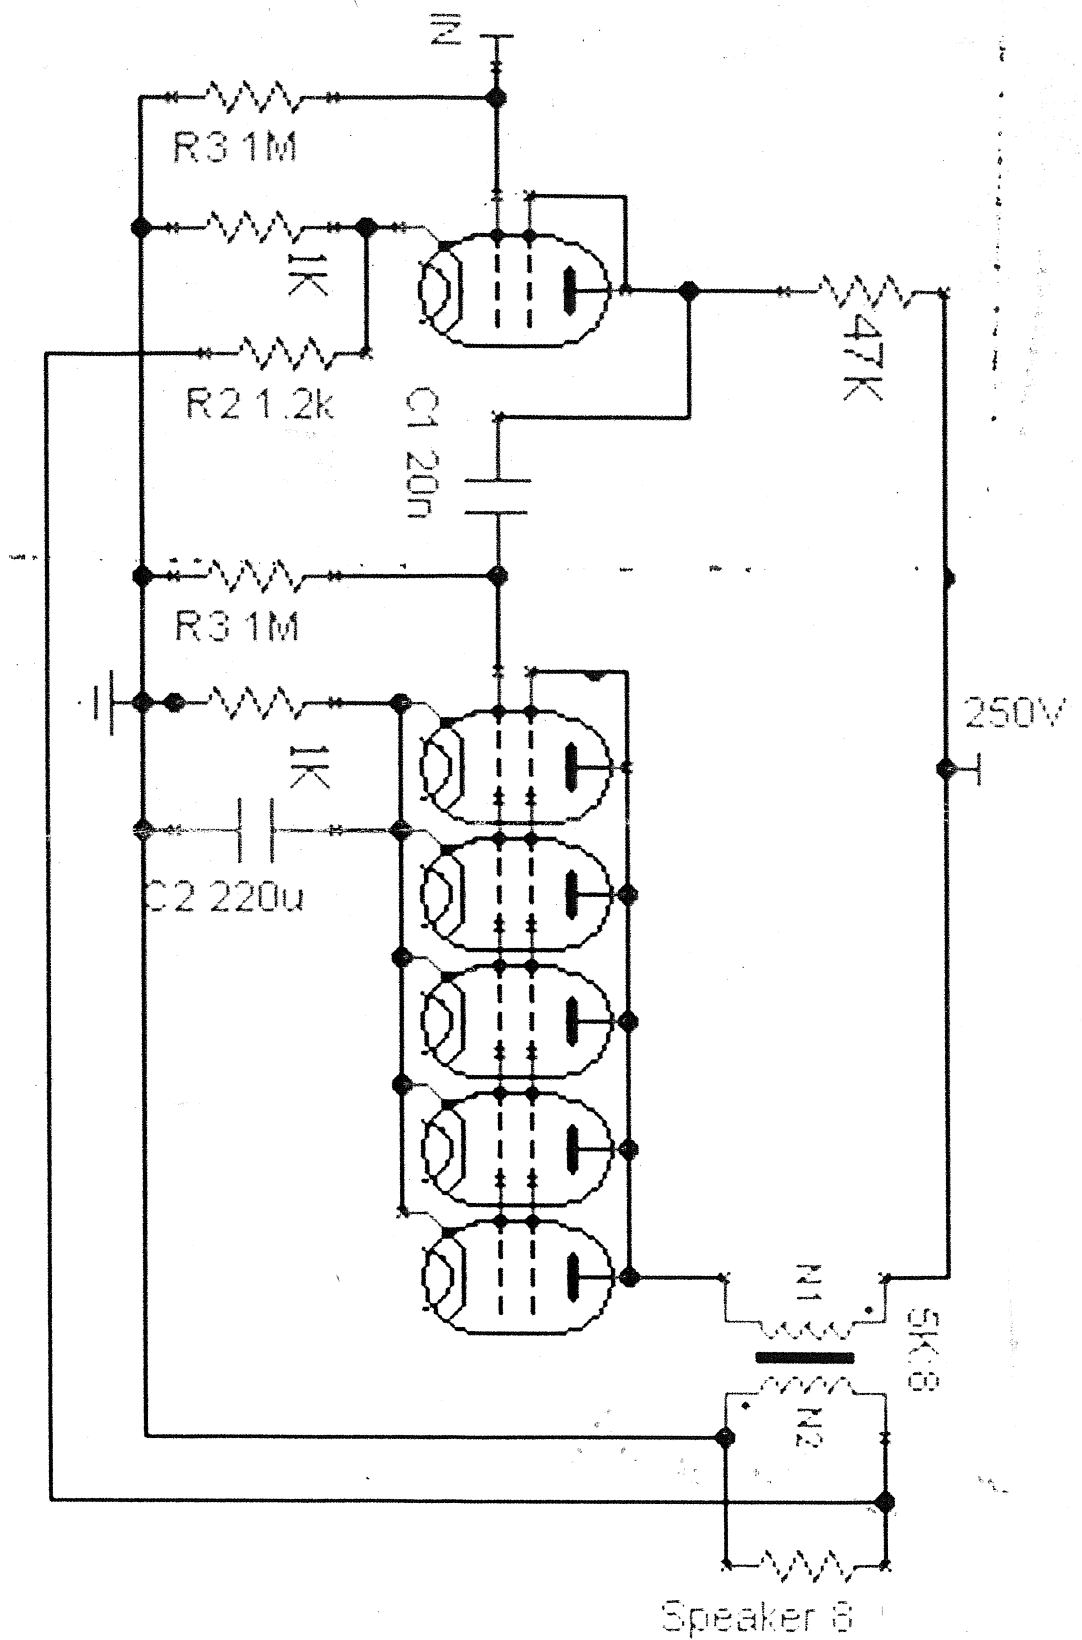 IN
R3 1M
1K
47K
R2 1.2k
C1 20n
R3 1M
250V
1K
C2 220u
N1
5K:8
N2
Speaker 8